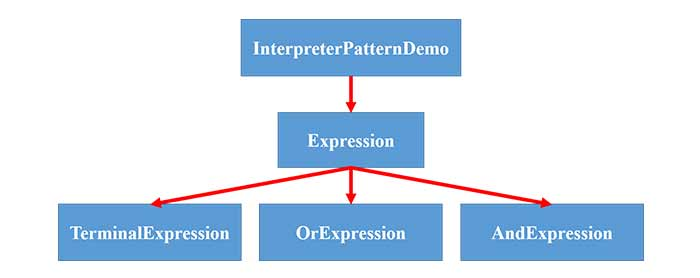 InterpreterPatternDemo
Expression
TerminalExpression
OrExpression
AndExpression